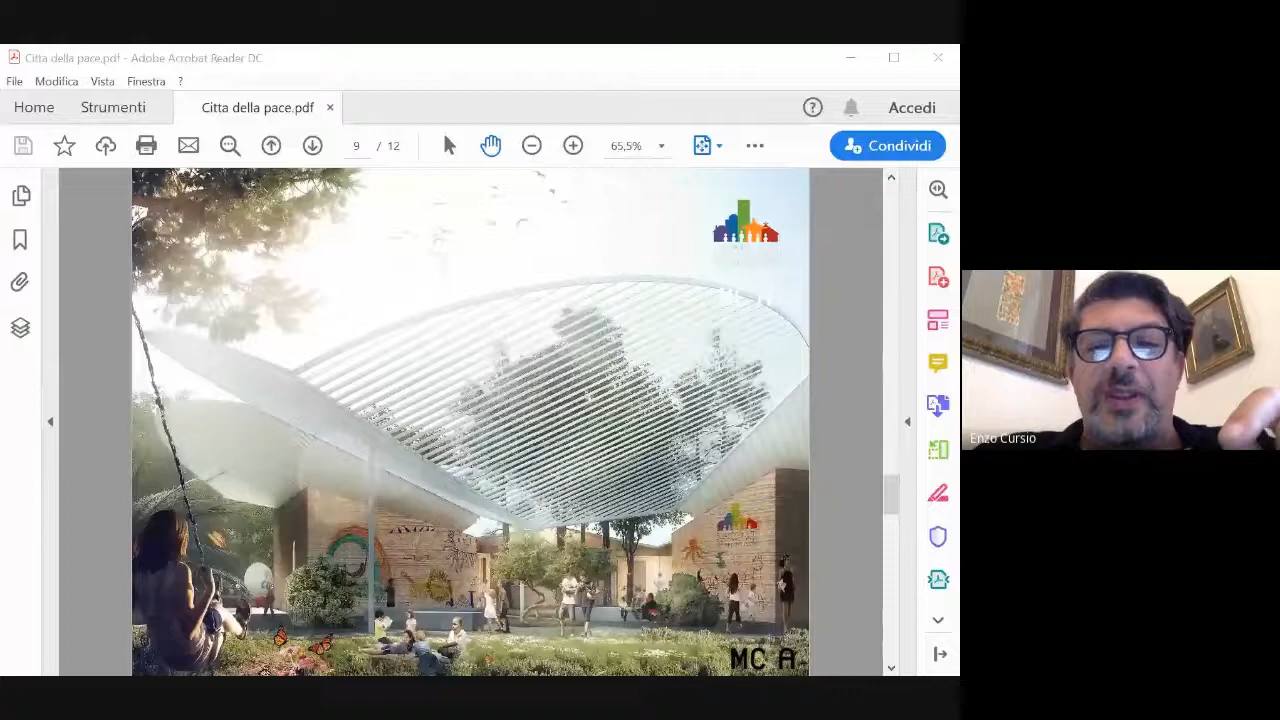 Citta della pace.pdf - Adobe Acrobat Reader DC
File Modifica Vista Finestra ?
Home Strumenti Citta della pace.pdf × Accedi
9 / 12 65,5% Condividi
MC A
Enzo Cursio